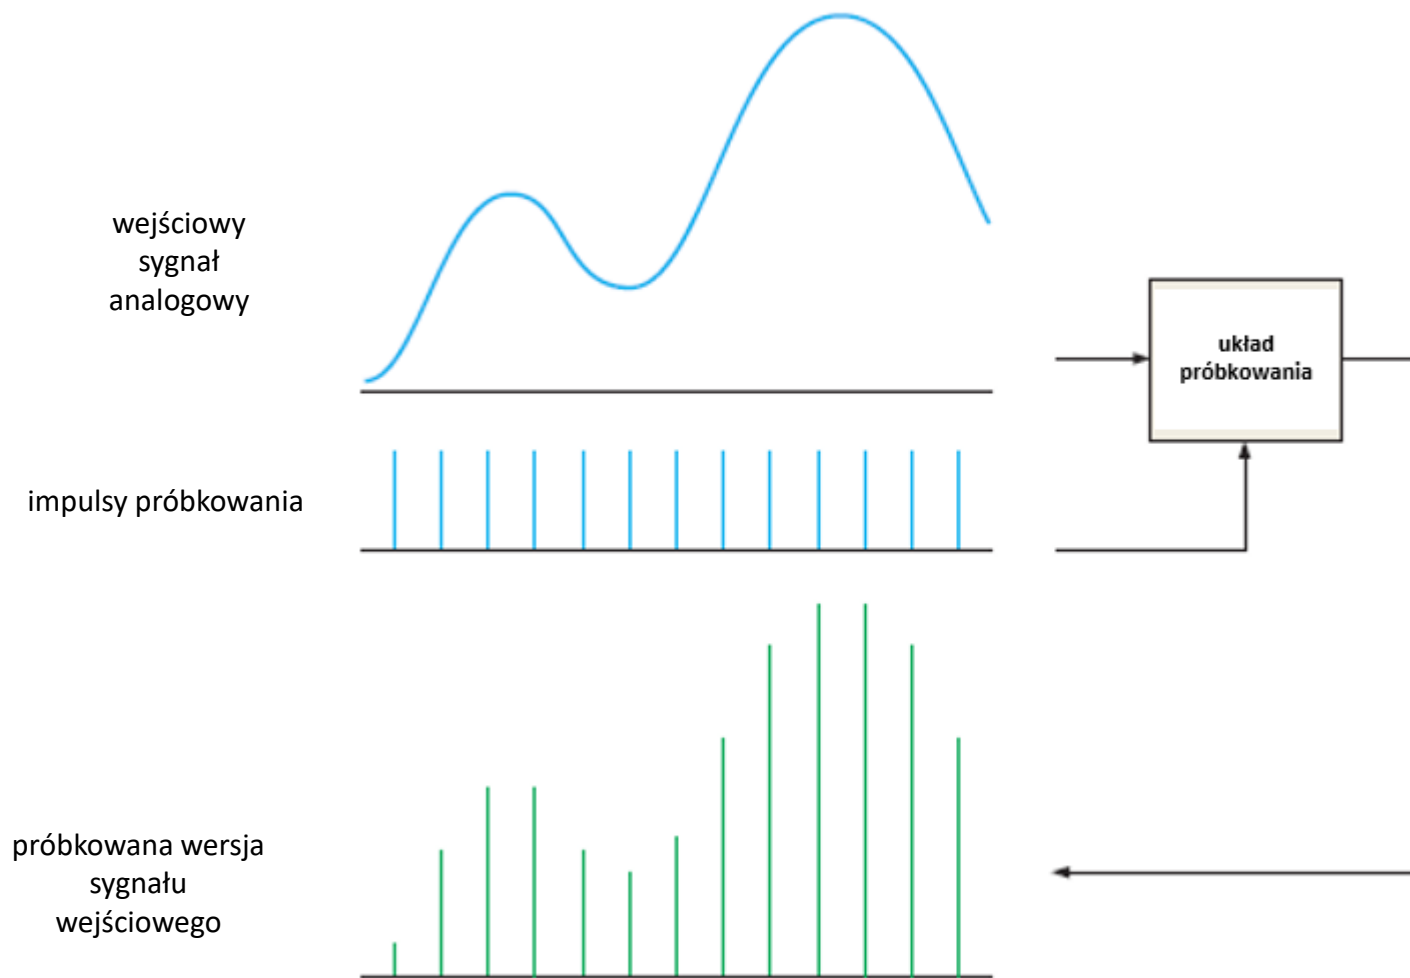 wejściowy
sygnał
analogowy
układ
próbkowania
impulsy próbkowania
próbkowana wersja
sygnału
wejściowego